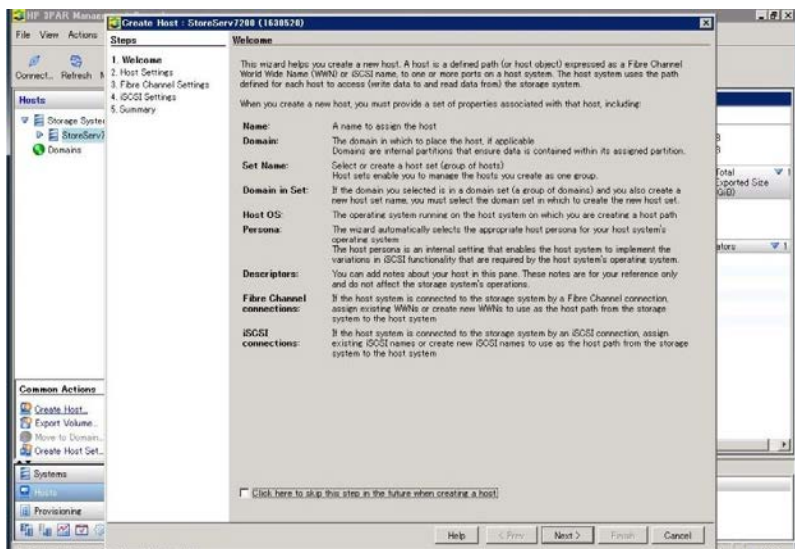 HP 3PAR Manag
File View Actions
Connect... Refresh
Hosts
Storage Syste
StoreServ7
Domains
Common Actions
Create Host...
Export Volume...
Move to Domain...
Create Host Set...
Systems
Hosts
Provisioning
Create Host : StoreServ7200 (1630520)
Steps
1. Welcome
2. Host Settings
3. Fibre Channel Settings
4. iSCSI Settings
5. Summary
Welcome
This wizard helps you create a new host. A host is a defined path (or host object) expressed as a Fibre Channel
World Wide Name (WWN) or iSCSI name, to one or more ports on a host system. The host system uses the path
defined for each host to access (write data to and read data from) the storage system.
When you create a new host, you must provide a set of properties associated with that host, including:
Name: A name to assign the host
Domain: The domain in which to place the host, if applicable
Domains are internal partitions that ensure data is contained within its assigned partition.
Set Name: Select or create a host set (group of hosts)
Host sets enable you to manage the hosts you create as one group.
Domain in Set: If the domain you selected is in a domain set (a group of domains) and you also create a
new host set name, you must select the domain set in which to create the new host set.
Host OS: The operating system running on the host system on which you are creating a host path
Persona: The wizard automatically selects the appropriate host persona for your host system's
operating system
The host persona is an internal setting that enables the host system to implement the
variations in iSCSI functionality that are required by the host system's operating system.
Descriptors: You can add notes about your host in this pane. These notes are for your reference only
and do not affect the storage system's operations.
Fibre Channel connections: If the host system is connected to the storage system by a Fibre Channel connection,
assign existing WWNs or create new WWNs to use as the host path from the storage
system to the host system
iSCSI connections: If the host system is connected to the storage system by an iSCSI connection, assign
existing iSCSI names or create new iSCSI names to use as the host path from the storage
system to the host system
Click here to skip this step in the future when creating a host
Help < Prev Next > Finish Cancel
Total
Exported Size
(GiB)
ators